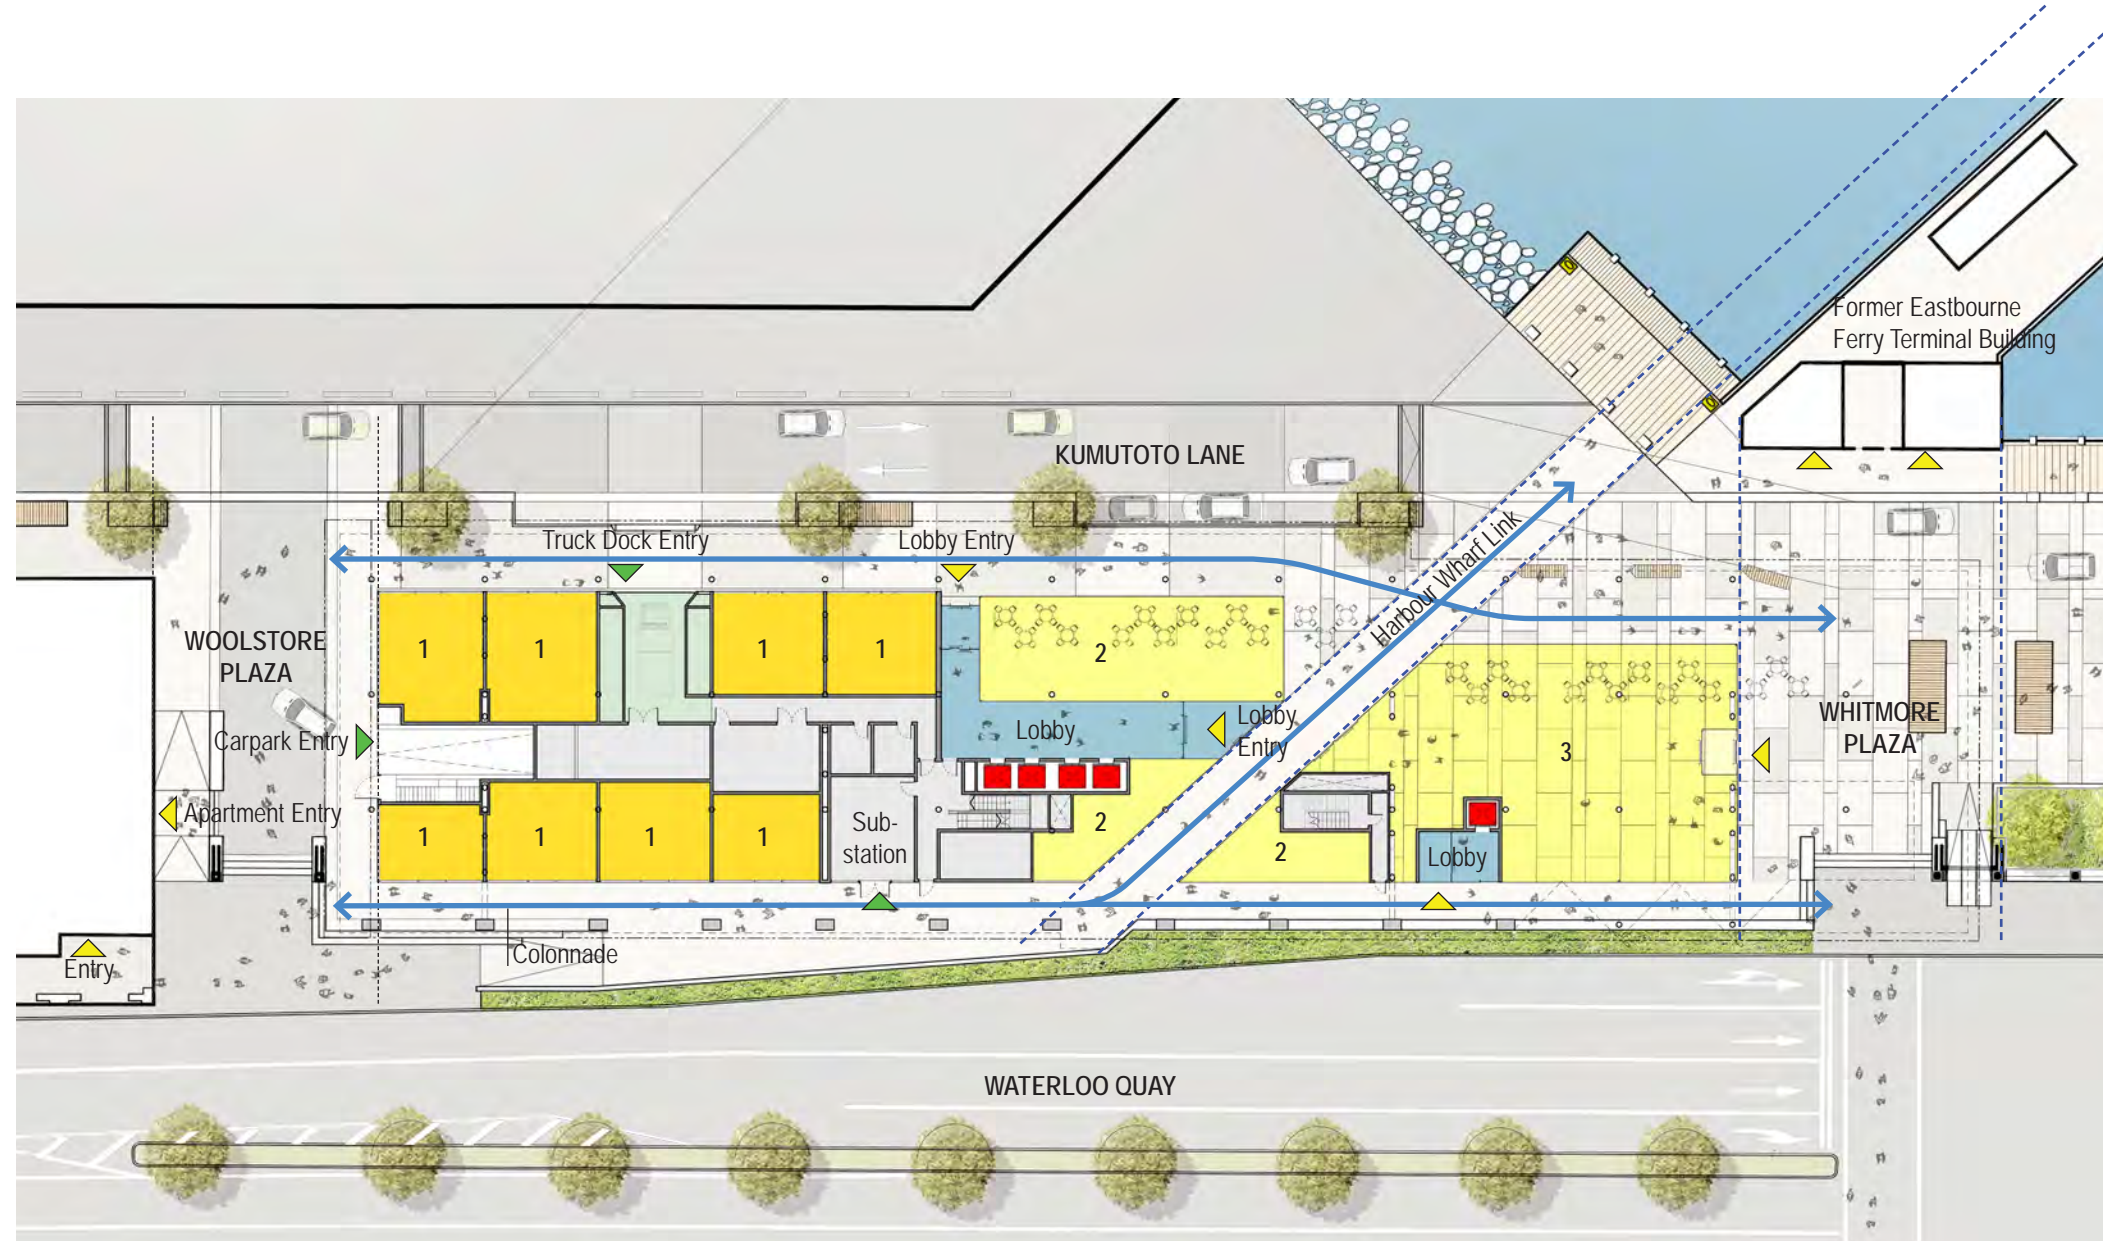 Former Eastbourne
Ferry Terminal Building
KUMUTOTO LANE
Truck Dock Entry
Lobby Entry
Harbour Wharf Link
WOOLSTORE
PLAZA
1
1
1
1
2
Lobby
Lobby
Entry
Carpark Entry
WHITMORE
PLAZA
3
Apartment Entry
1
1
1
1
Sub-
station
2
2
Lobby
Entry
Colonnade
WATERLOO QUAY